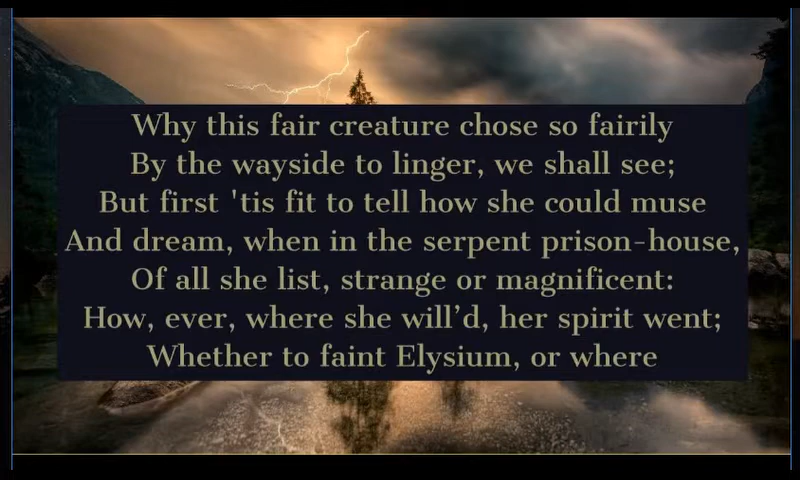 Why this fair creature chose so fairily
By the wayside to linger, we shall see;
But first 'tis fit to tell how she could muse
And dream, when in the serpent prison-house,
Of all she list, strange or magnificent:
How, ever, where she will’d, her spirit went;
Whether to faint Elysium, or where